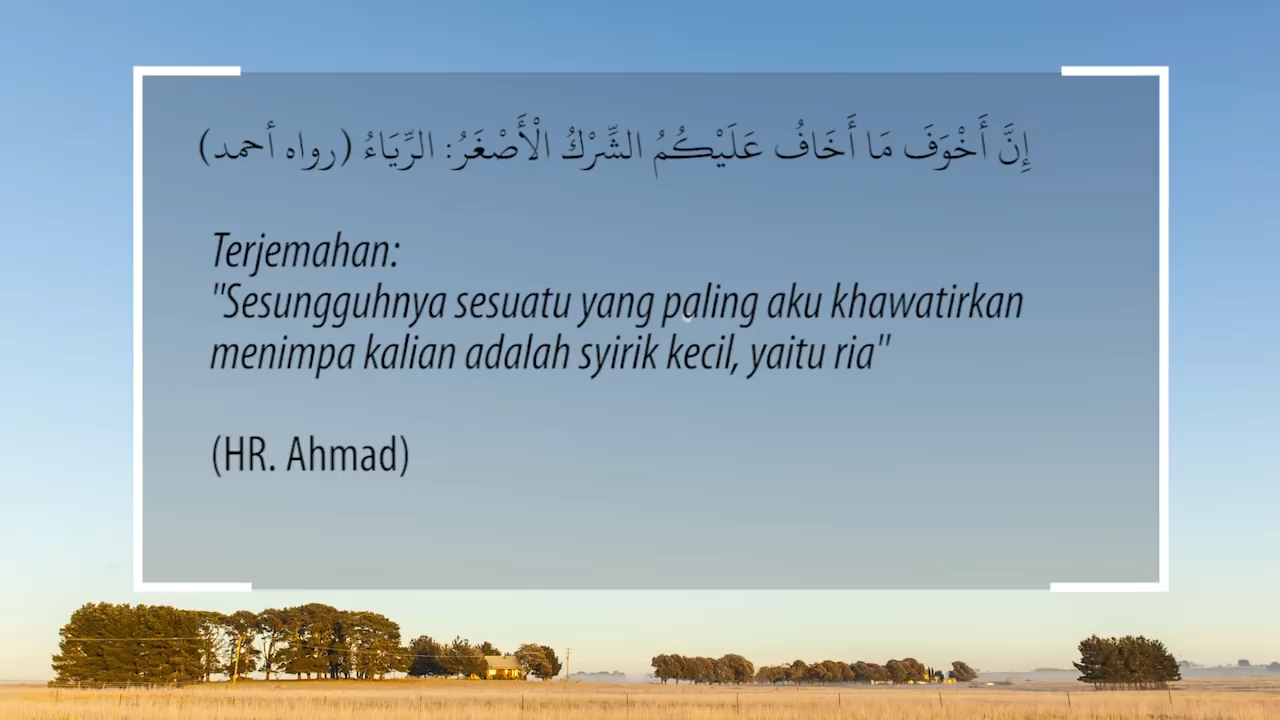 إِنَّ أَخْوَفَ مَا أَخَافُ عَلَيْكُمُ الشِّرْكُ الْأَصْغَرُ: الرِّيَاءُ (رواه أحمد)
Terjemahan:
"Sesungguhnya sesuatu yang paling aku khawatirkan
menimpa kalian adalah syirik kecil, yaitu ria"
(HR. Ahmad)